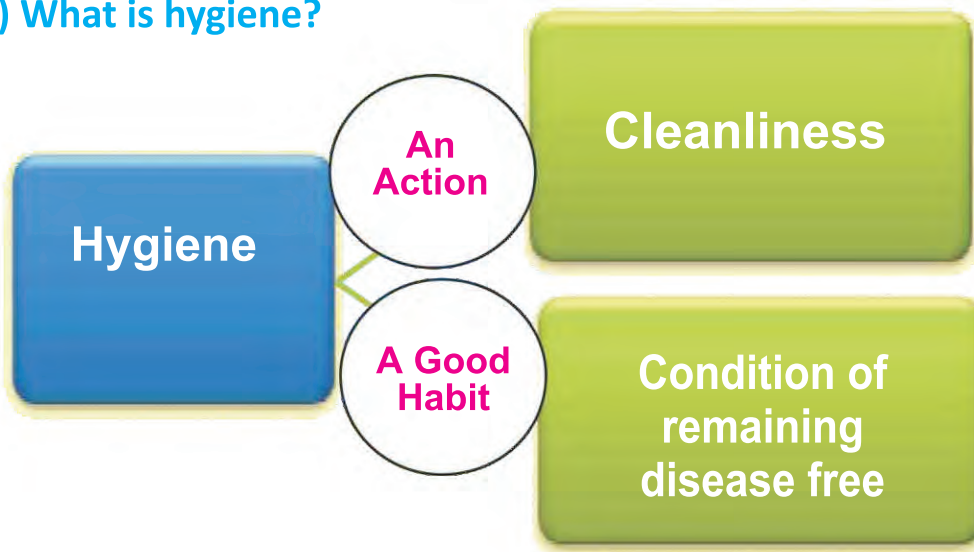 ) What is hygiene?
Hygiene
An
Action
Cleanliness
A Good
Habit
Condition of
remaining
disease free